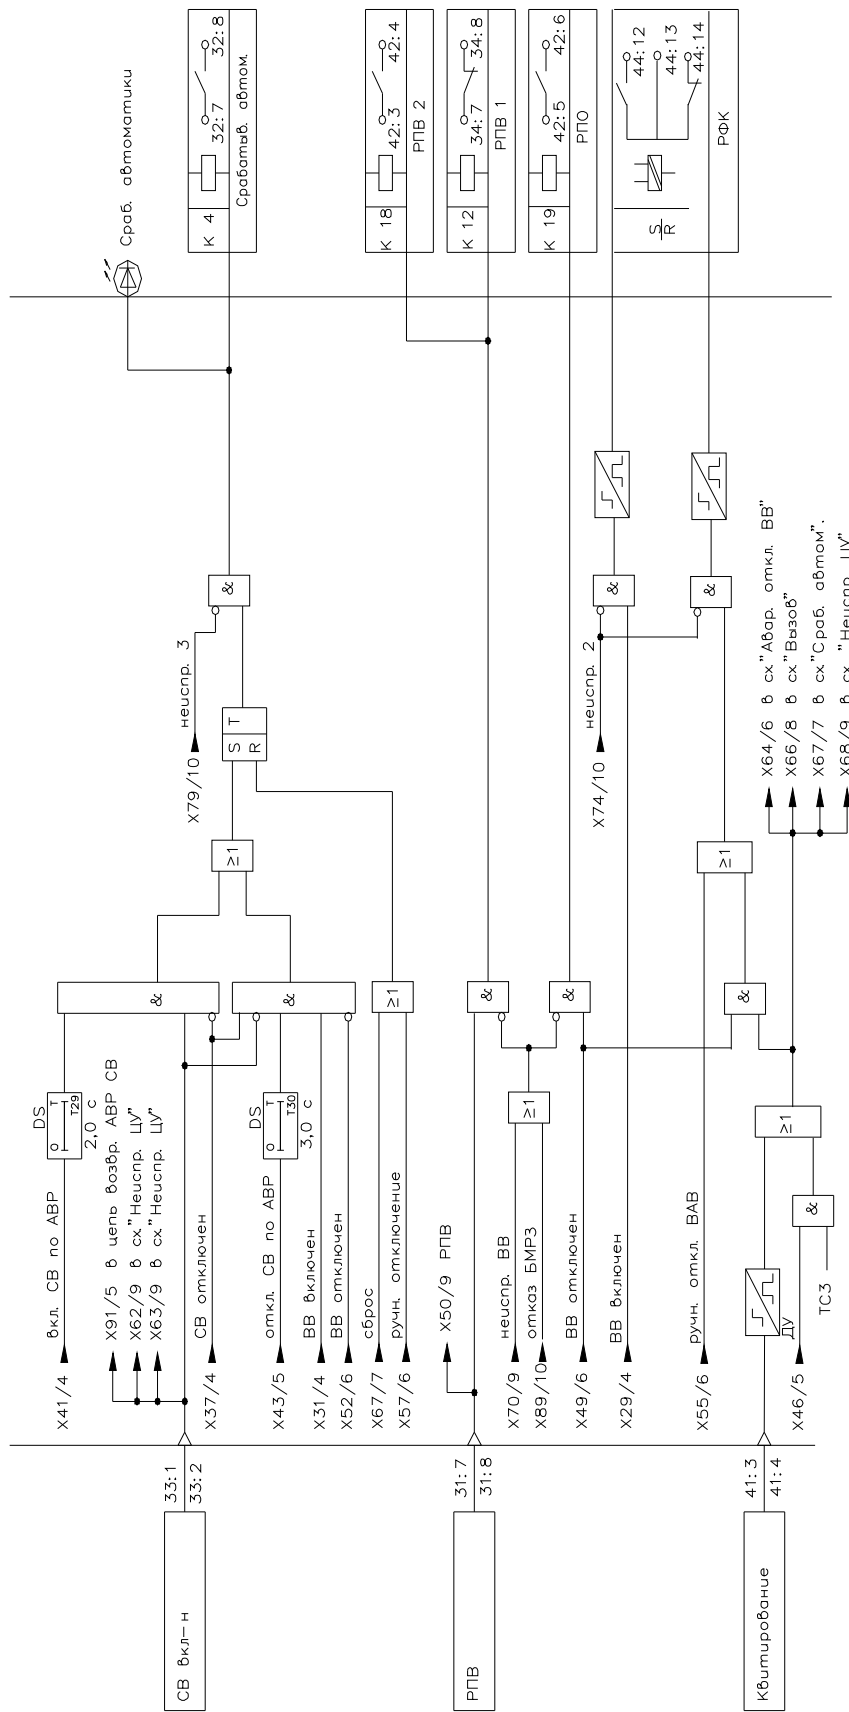 СВ вкл-н
33:1
33:2
X41/4
вкл. СВ по АВР
DS
О Т
T29
2,0 с
X91/5 в цепь возвр. АВР СВ
X62/9 в сх."Неиспр. ЦУ"
X63/9 в сх."Неиспр. ЦУ"
X37/4
СВ отключен
X43/5
откл. СВ по АВР
DS
О Т
T30
3,0 с
X31/4
ВВ включен
X52/6
ВВ отключен
X67/7
сброс
X57/6
ручн. отключение
&
&
≥1
≥1
S
R
T
X79/10
неиспр. 3
&
Сраб. автоматики
K 4
32:7
32:8
Срабатыв. автом.
РПВ
31:7
31:8
X50/9 РПВ
X70/9
неиспр. ВВ
X89/10
отказ БМРЗ
≥1
X49/6
ВВ отключен
X29/4
ВВ включен
&
&
K 18
42:3
42:4
РПВ 2
K 12
34:7
34:8
РПВ 1
K 19
42:5
42:6
РПО
X74/10
неиспр. 2
&
&
S
R
44:12
44:13
44:14
РФК
X55/6
ручн. откл. ВАВ
≥1
&
Квитирование
41:3
41:4
ДУ
X46/5
ТС3
&
≥1
X64/6 в сх."Авар. откл. ВВ"
X66/8 в сх."Вызов"
X67/7 в сх."Сраб. автом".
X68/9 в сх. "Неиспр. ЦУ"